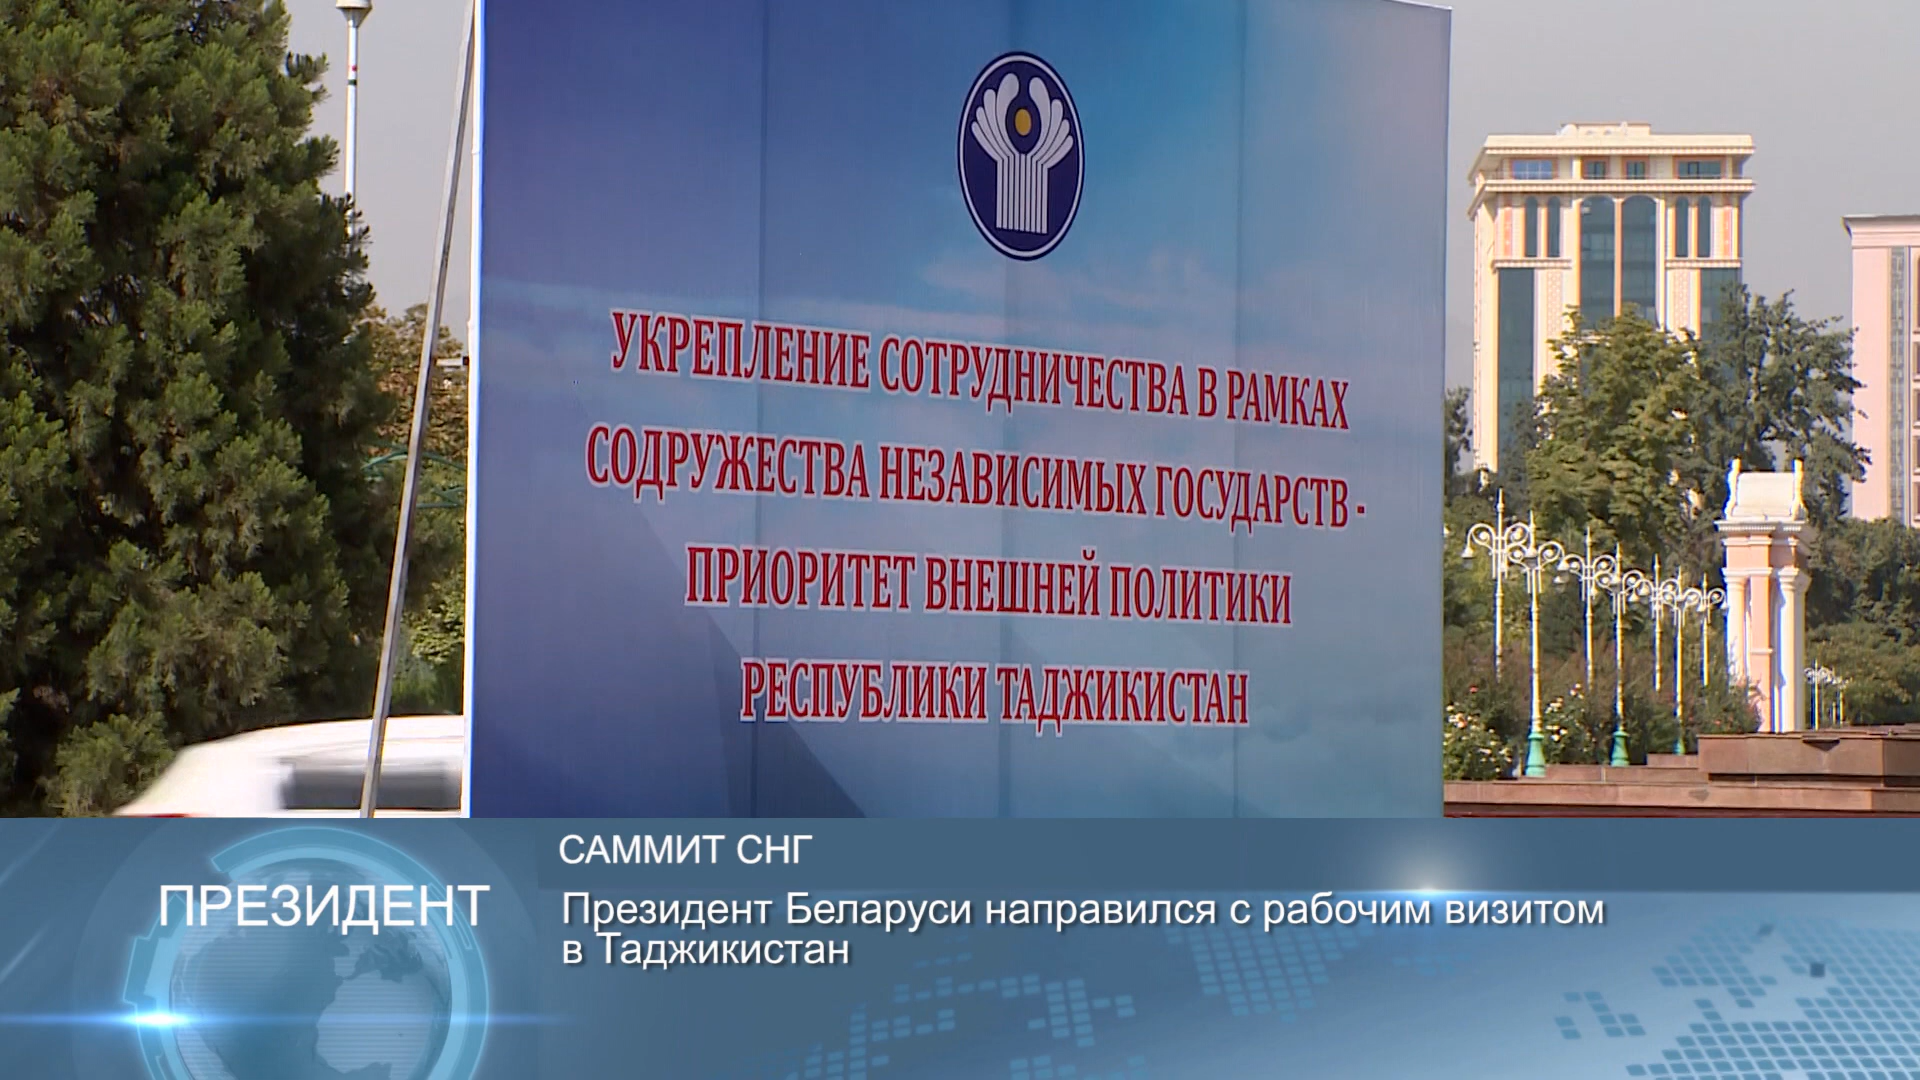 УКРЕПЛЕНИЕ СОТРУДНИЧЕСТВА В РАМКАХ
СОДРУЖЕСТВА НЕЗАВИСИМЫХ ГОСУДАРСТВ -
ПРИОРИТЕТ ВНЕШНЕЙ ПОЛИТИКИ
РЕСПУБЛИКИ ТАДЖИКИСТАН
ПРЕЗИДЕНТ
САММИТ СНГ
Президент Беларуси направился с рабочим визитом
в Таджикистан